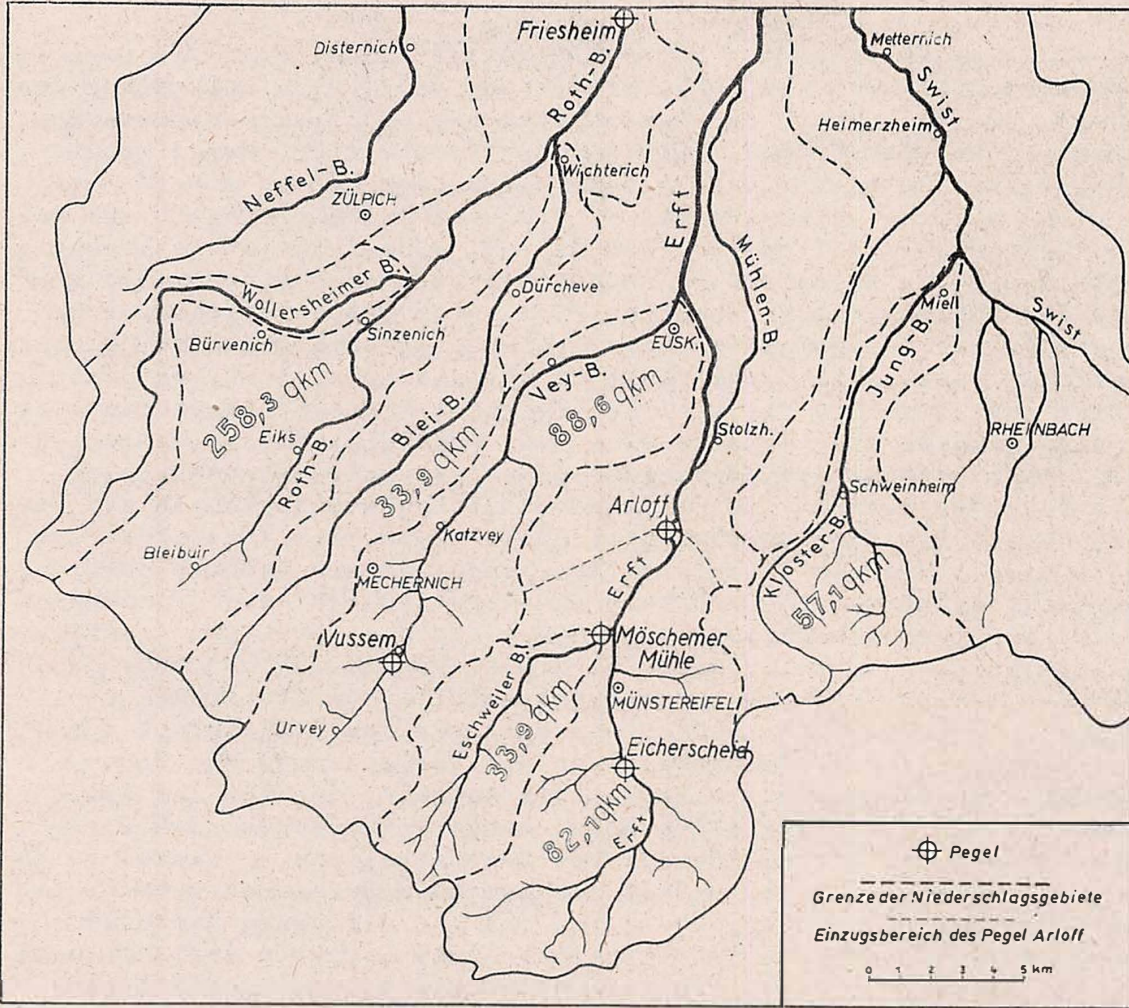 Friesheim
Disternich
Metternich
Roth-B.
Swist
Heimerzheim
Wichterich
Neffel-B.
ZÜLPICH
Erft
Mühlen-B.
Wollersheimer B.
Dürcheve
Miell
Swist
Bürvenich
Sinzenich
EUSK.
Jung-B.
Vey-B.
258,3 qkm
88,6 qkm
Blei-B.
Eiks
Stolzh.
RHEINBACH
Roth-B.
33,9 qkm
Schweinheim
Arloff
Katzvey
Bleibuir
Kloster-B.
MECHERNICH
57,1 qkm
Erft
Vussem
Möschemer
Mühle
Eschweiler B.
MÜNSTEREIFEL
33,9 qkm
Urvey
Eicherscheid
82,1 qkm
Erft
Pegel
Grenze der Niederschlagsgebiete
Einzugsbereich des Pegel Arloff
0 1 2 3 4 5 km